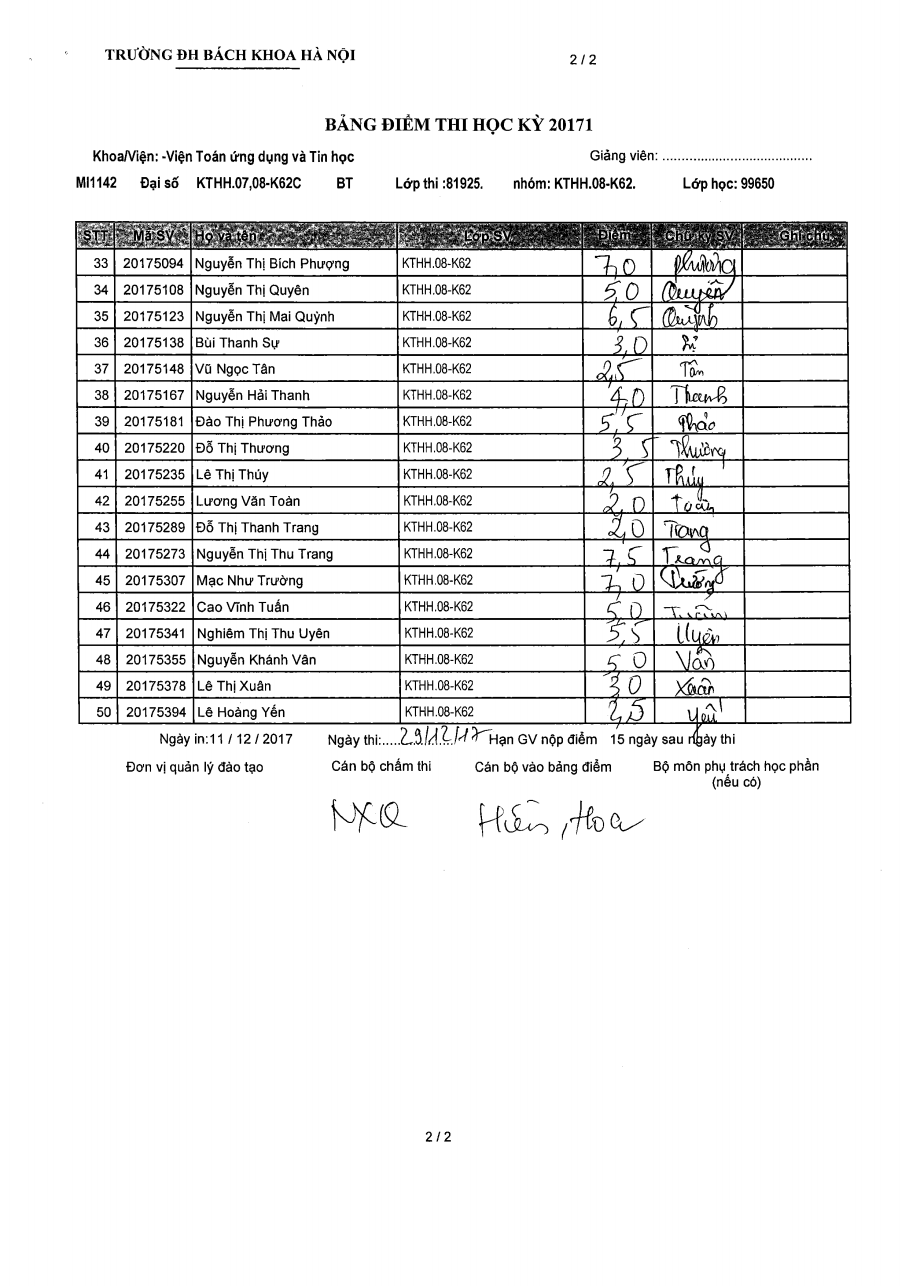 TRƯỜNG ĐH BÁCH KHOA HÀ NỘI 2 / 2
BẢNG ĐIỂM THI HỌC KỲ 20171
Khoa/Viện: -Viện Toán ứng dụng và Tin học Giảng viên: ..........................................
MI1142 Đại số KTHH.07,08-K62C BT Lớp thi :81925. nhóm: KTHH.08-K62. Lớp học: 99650
STT Mã SV Họ và tên Lớp SV Điểm Chữ ký SV Ghi chú
33 20175094 Nguyễn Thị Bích Phượng KTHH.08-K62 7,0 Phượng
34 20175108 Nguyễn Thị Quyên KTHH.08-K62 5,0 Quyên
35 20175123 Nguyễn Thị Mai Quỳnh KTHH.08-K62 6,5 Quỳnh
36 20175138 Bùi Thanh Sự KTHH.08-K62 3,0 Sự
37 20175148 Vũ Ngọc Tân KTHH.08-K62 2,5 Tân
38 20175167 Nguyễn Hải Thanh KTHH.08-K62 4,0 Thanh
39 20175181 Đào Thị Phương Thảo KTHH.08-K62 5,5 Thảo
40 20175220 Đỗ Thị Thương KTHH.08-K62 3,5 Thương
41 20175235 Lê Thị Thúy KTHH.08-K62 2,5 Thúy
42 20175255 Lương Văn Toàn KTHH.08-K62 2,0 Toàn
43 20175289 Đỗ Thị Thanh Trang KTHH.08-K62 2,0 Trang
44 20175273 Nguyễn Thị Thu Trang KTHH.08-K62 7,5 Trang
45 20175307 Mạc Như Trường KTHH.08-K62 7,0 Trường
46 20175322 Cao Vĩnh Tuấn KTHH.08-K62 5,0 Tuấn
47 20175341 Nghiêm Thị Thu Uyên KTHH.08-K62 5,5 Uyên
48 20175355 Nguyễn Khánh Vân KTHH.08-K62 5,0 Vân
49 20175378 Lê Thị Xuân KTHH.08-K62 3,0 Xuân
50 20175394 Lê Hoàng Yến KTHH.08-K62 2,5 Yến
Ngày in:11 / 12 / 2017 Ngày thi:.....29/12/17 Hạn GV nộp điểm 15 ngày sau ngày thi
Đơn vị quản lý đào tạo Cán bộ chấm thi Cán bộ vào bảng điểm Bộ môn phụ trách học phần
(nếu có)
NXQ Hiền, Hoa
2 / 2